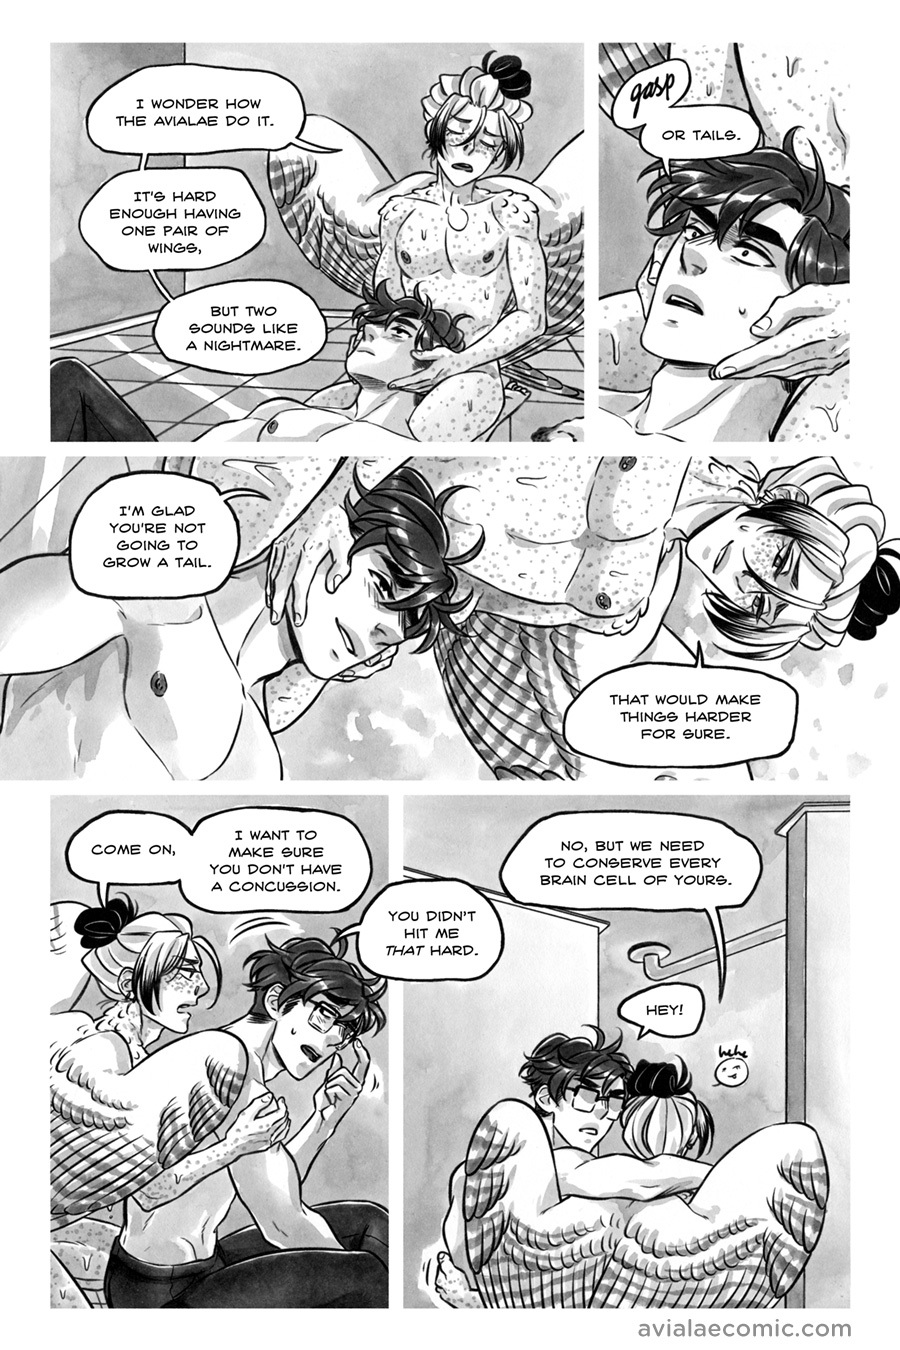 I WONDER HOW
THE AVIALAE DO IT.
IT'S HARD
ENOUGH HAVING
ONE PAIR OF
WINGS,
BUT TWO
SOUNDS LIKE
A NIGHTMARE.
gasp
OR TAILS.
I'M GLAD
YOU'RE NOT
GOING TO
GROW A TAIL.
THAT WOULD MAKE
THINGS HARDER
FOR SURE.
COME ON,
I WANT TO
MAKE SURE
YOU DON'T HAVE
A CONCUSSION.
YOU DIDN'T
HIT ME
THAT HARD.
NO, BUT WE NEED
TO CONSERVE EVERY
BRAIN CELL OF YOURS.
HEY!
hehe
avialaecomic.com